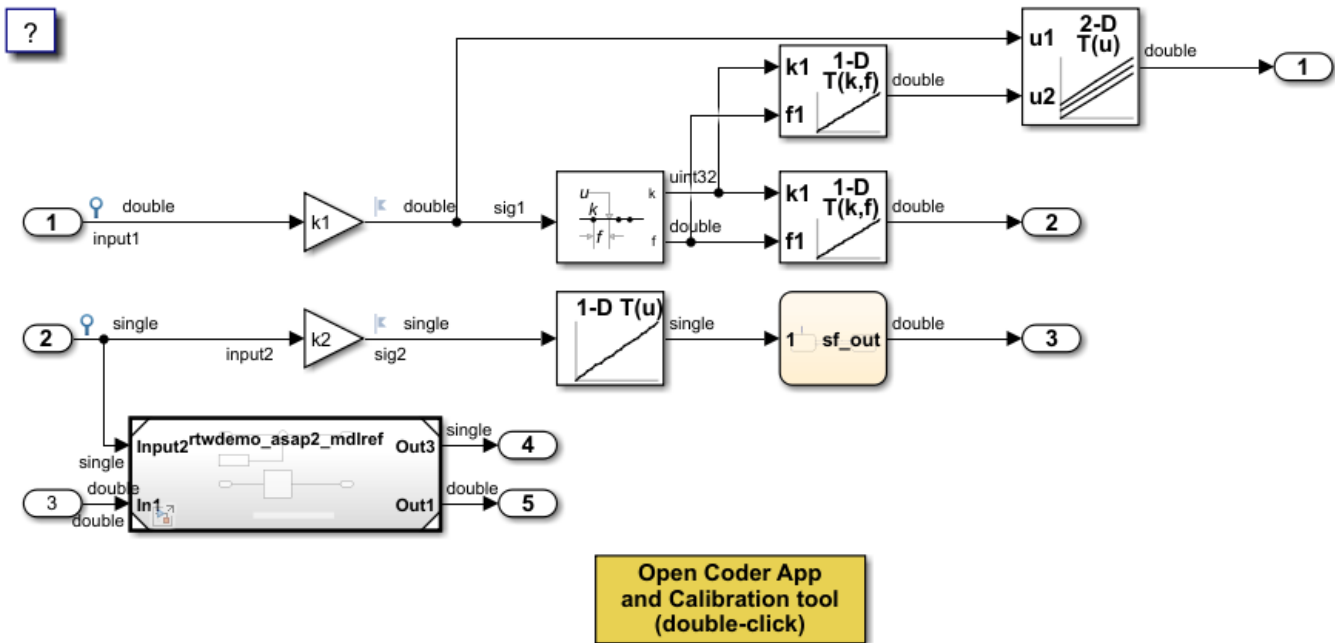 ?
u1
u2
2-D
T(u)
double
1
k1
f1
1-D
T(k,f)
double
1
double
input1
k1
double
sig1
u
k
f
k
f
uint32
double
k1
f1
1-D
T(k,f)
double
2
2
single
input2
k2
single
sig2
1-D T(u)
single
1
sf_out
double
3
Input2
rtwdemo_asap2_mdlref
Out3
single
4
single
3
double
double
In1
Out1
double
5
Open Coder App
and Calibration tool
(double-click)